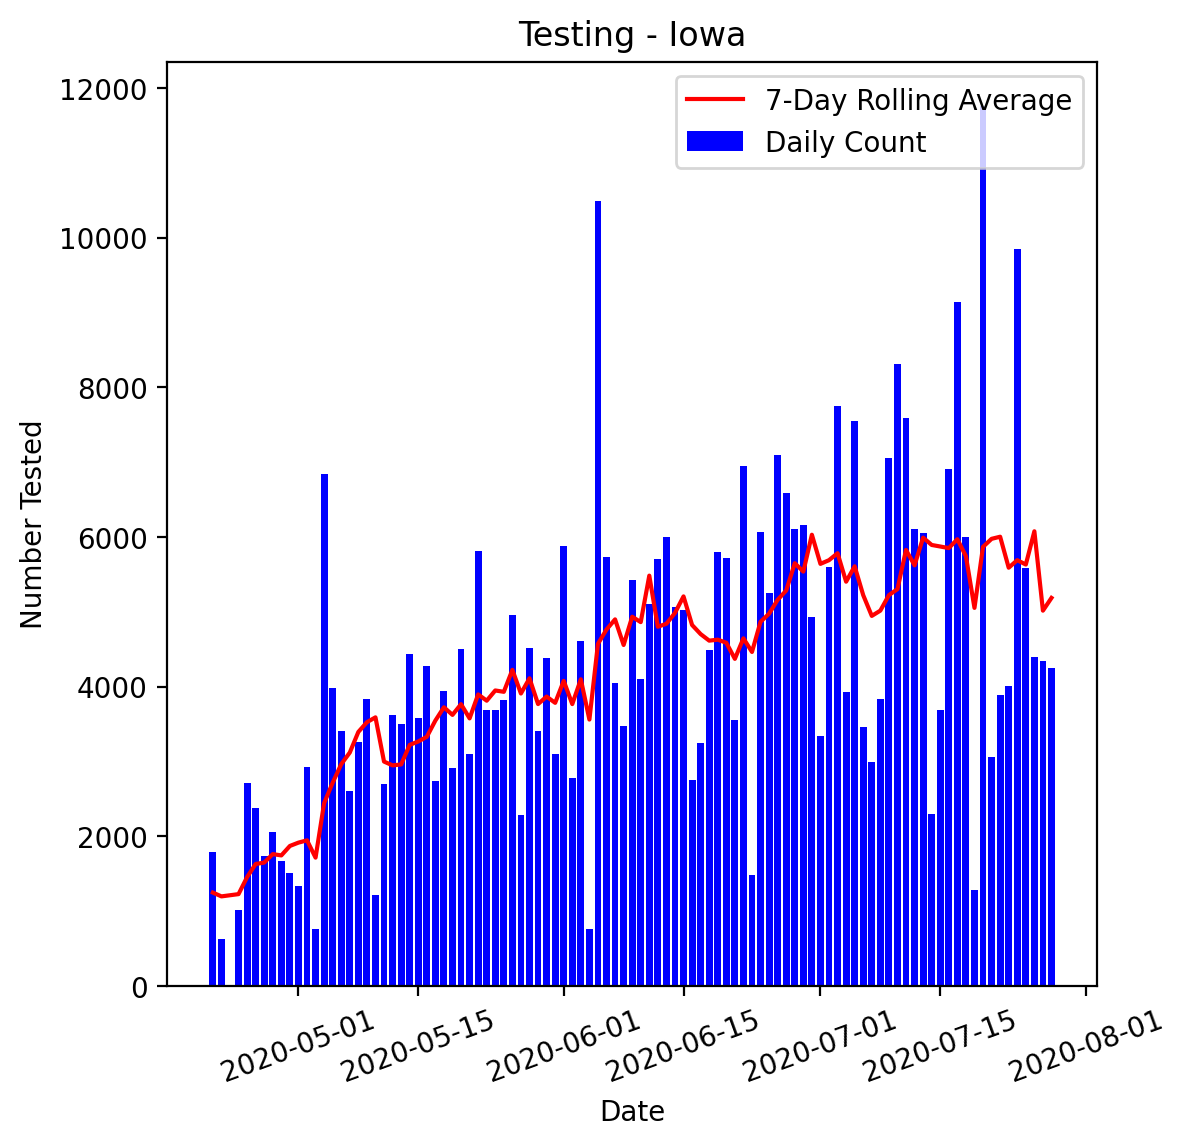 Testing - Iowa
12000
10000
8000
6000
4000
2000
0
Number Tested
7-Day Rolling Average
Daily Count
2020-05-01
2020-05-15
2020-06-01
2020-06-15
2020-07-01
2020-07-15
2020-08-01
Date